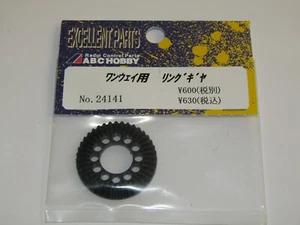 EXCELLENT PARTS
Radio Control Parts
ABC HOBBY
ワンウェイ用 リングギヤ
¥600(税別)
No.24141
¥630(税込)